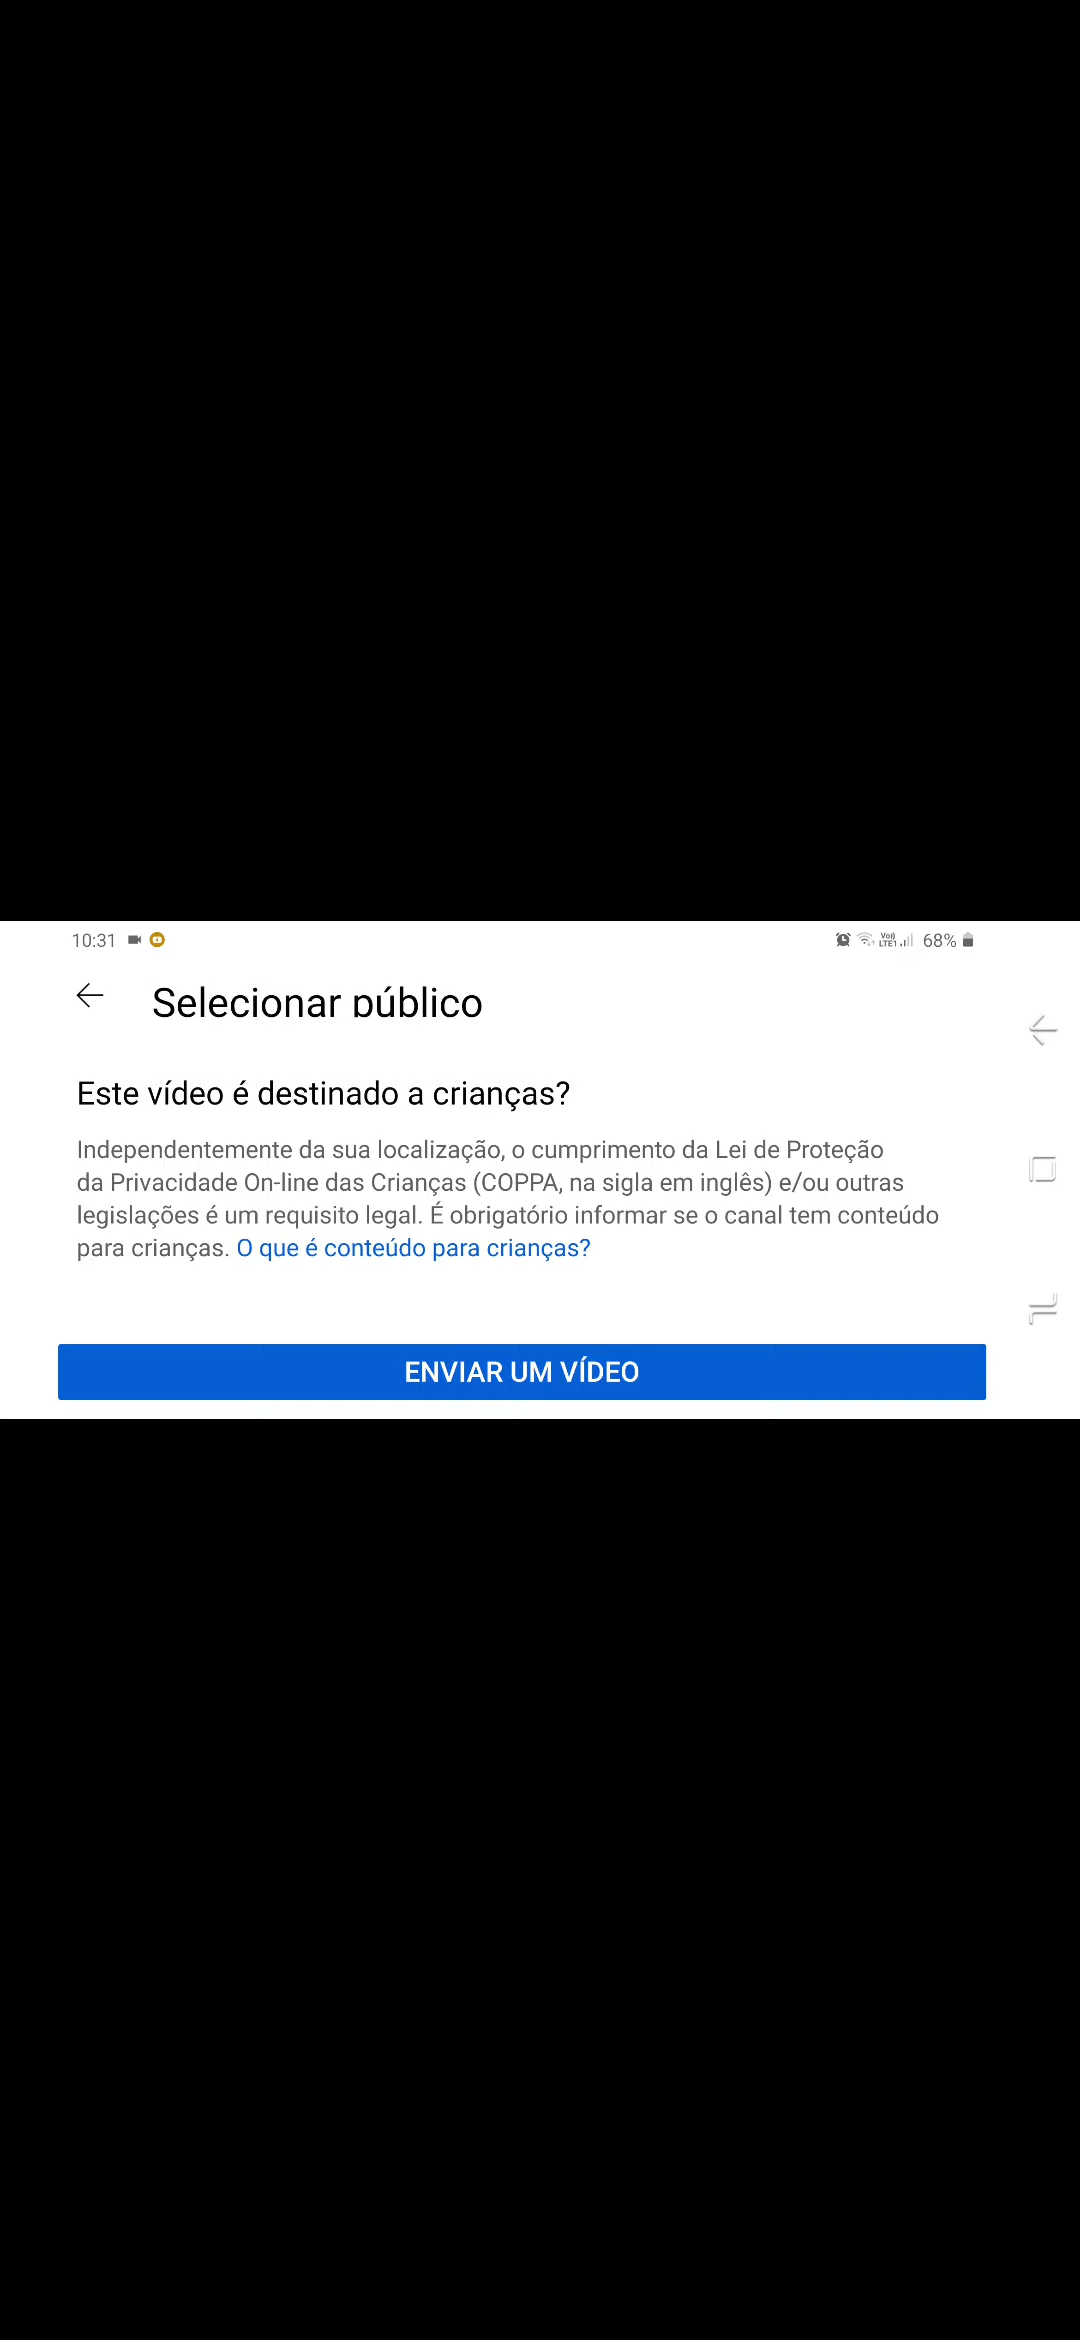 10:31 Vo)) LTE1 68%
Selecionar público
Este vídeo é destinado a crianças?
Independentemente da sua localização, o cumprimento da Lei de Proteção
da Privacidade On-line das Crianças (COPPA, na sigla em inglês) e/ou outras
legislações é um requisito legal. É obrigatório informar se o canal tem conteúdo
para crianças. O que é conteúdo para crianças?
ENVIAR UM VÍDEO